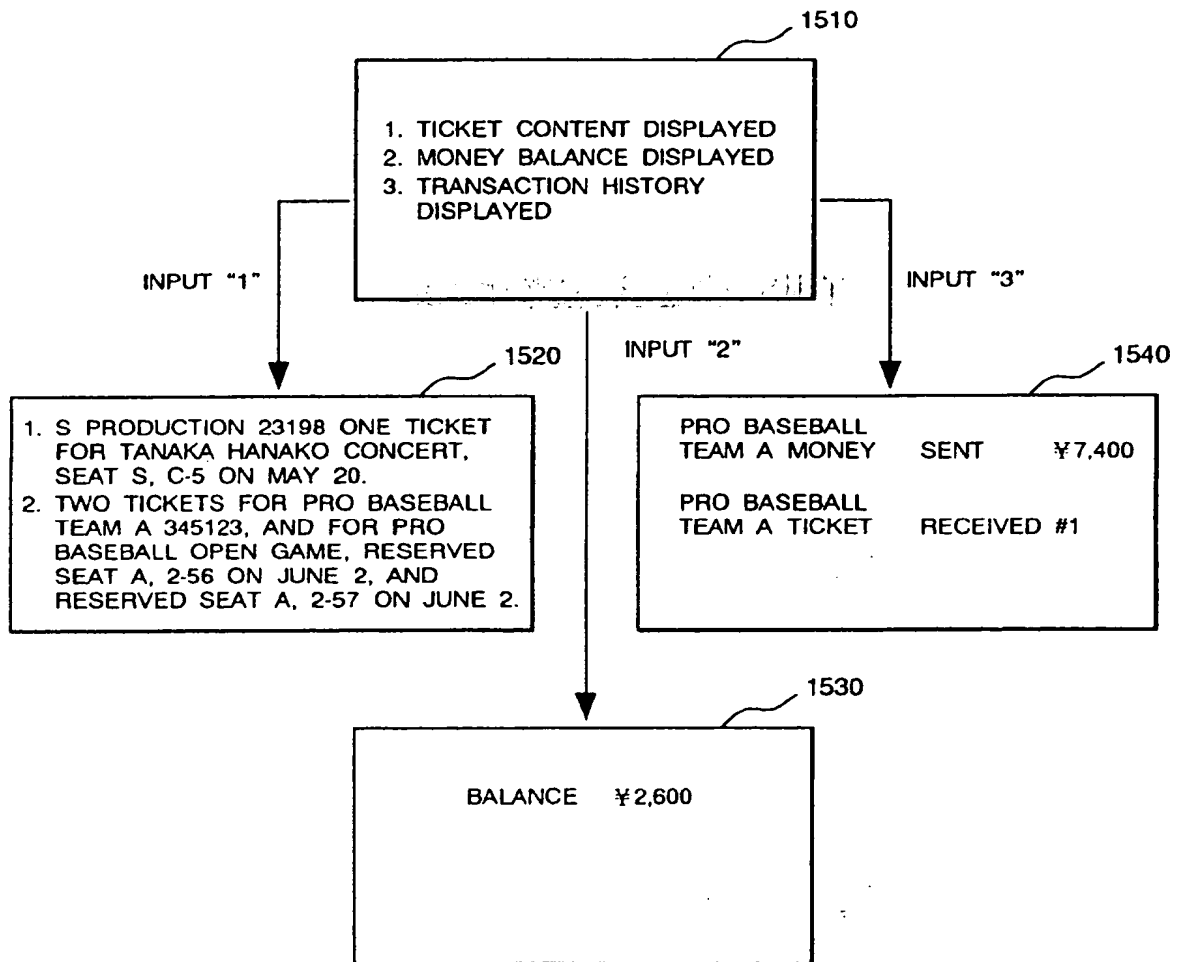 1510
1. TICKET CONTENT DISPLAYED
2. MONEY BALANCE DISPLAYED
3. TRANSACTION HISTORY
DISPLAYED
INPUT "1"
INPUT "2"
INPUT "3"
1520
1. S PRODUCTION 23198 ONE TICKET
FOR TANAKA HANAKO CONCERT,
SEAT S, C-5 ON MAY 20.
2. TWO TICKETS FOR PRO BASEBALL
TEAM A 345123, AND FOR PRO
BASEBALL OPEN GAME, RESERVED
SEAT A, 2-56 ON JUNE 2, AND
RESERVED SEAT A, 2-57 ON JUNE 2.
1540
PRO BASEBALL
TEAM A MONEY SENT ¥7,400
PRO BASEBALL
TEAM A TICKET RECEIVED #1
1530
BALANCE ¥2,600